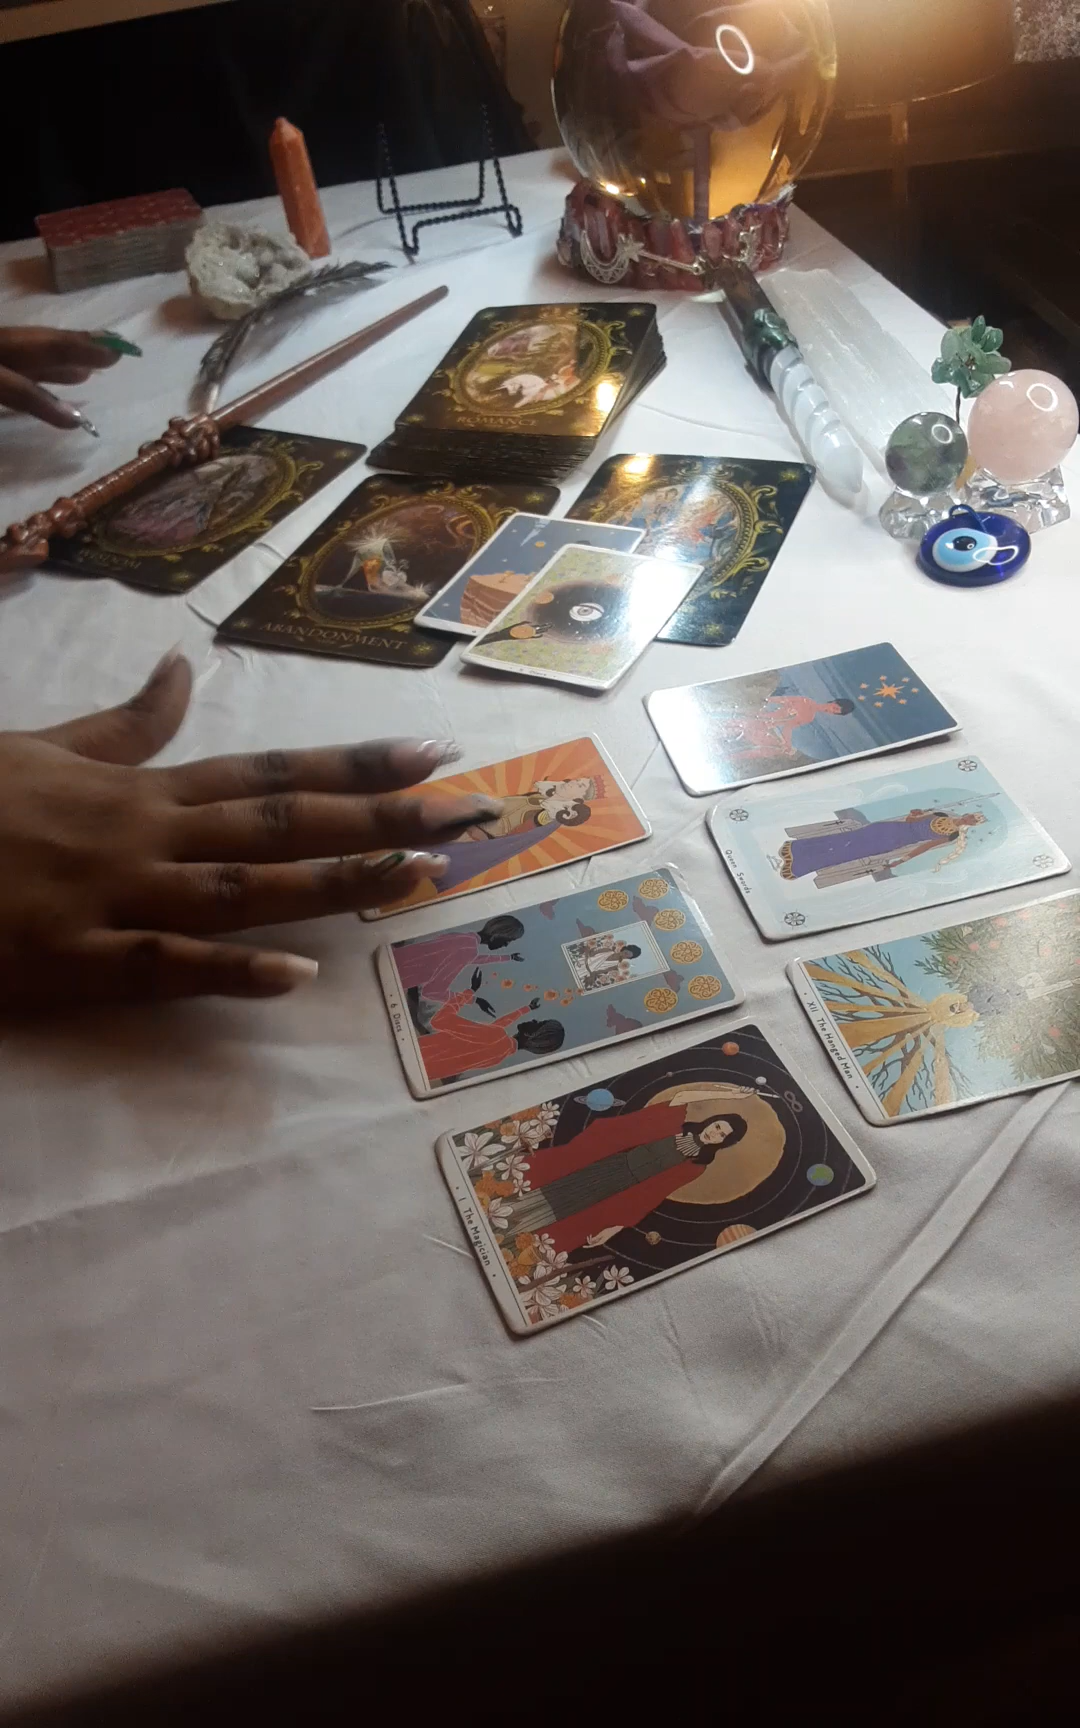 ROMANCE
ABANDONMENT
Queen Swords
• 6 Discs •
• XII The Hanged Man •
• I The Magician •